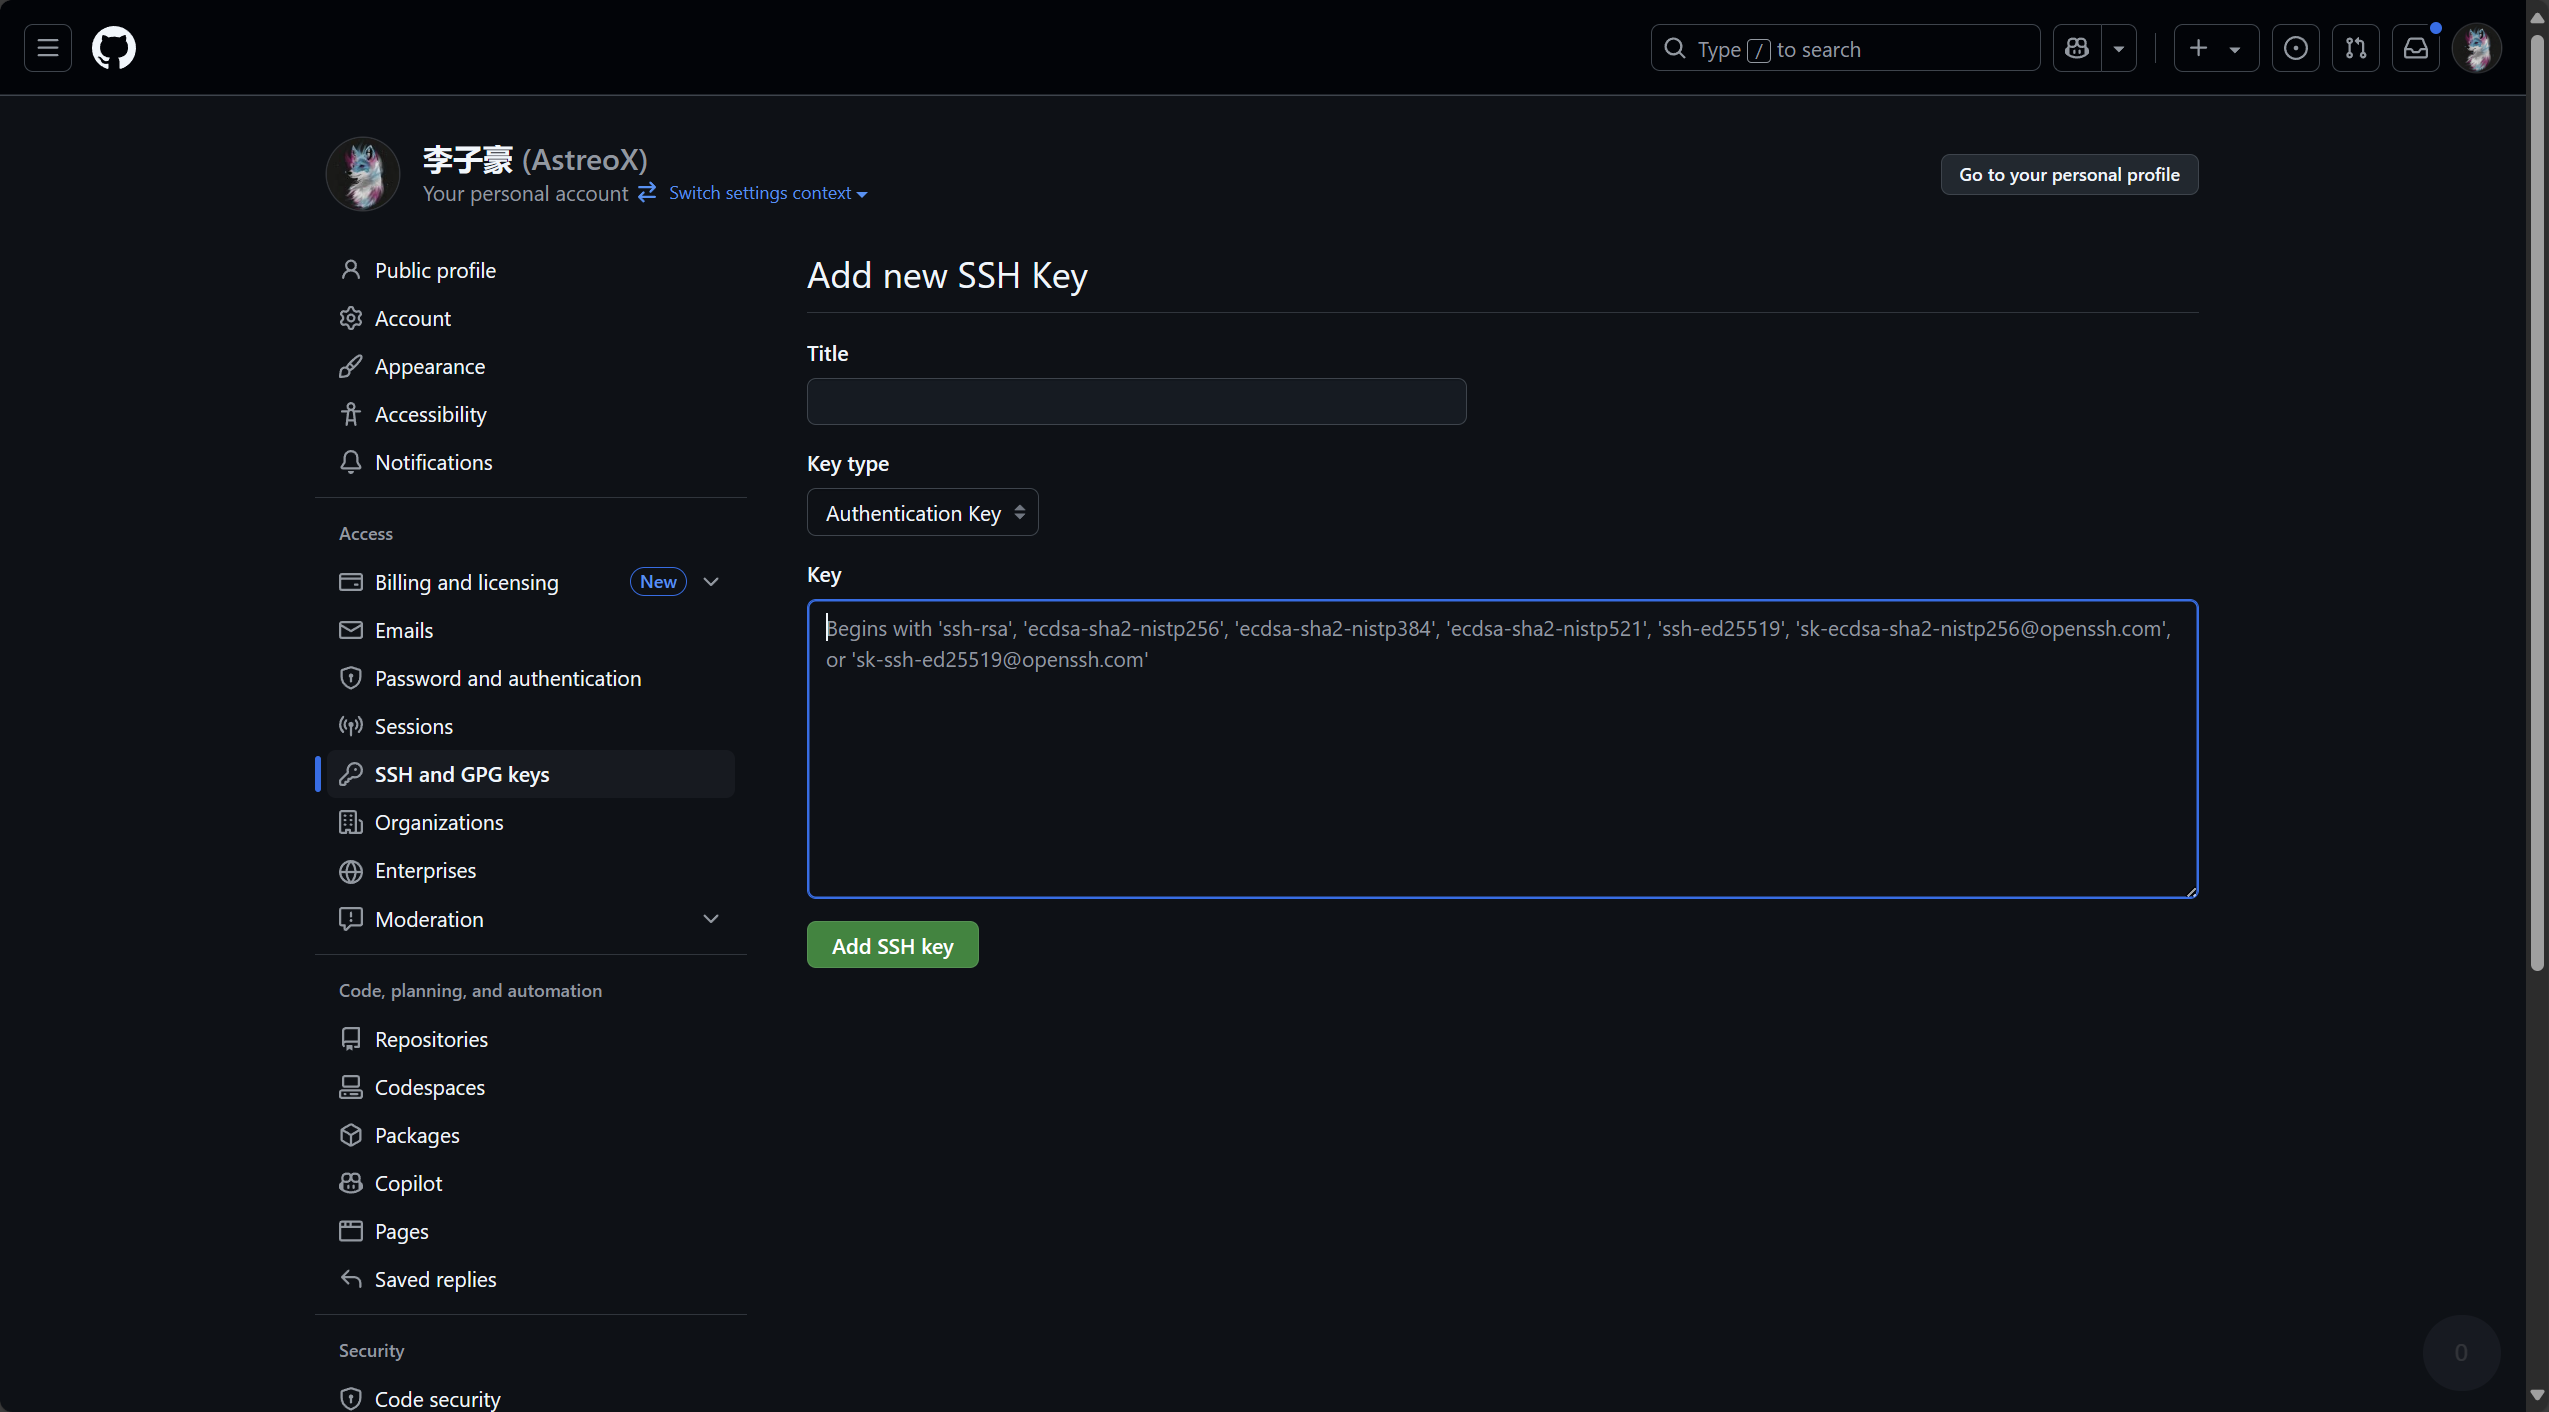 Type / to search
李子豪 (AstreoX)
Your personal account Switch settings context
Go to your personal profile
Public profile
Account
Appearance
Accessibility
Notifications
Access
Billing and licensing New
Emails
Password and authentication
Sessions
SSH and GPG keys
Organizations
Enterprises
Moderation
Code, planning, and automation
Repositories
Codespaces
Packages
Copilot
Pages
Saved replies
Security
Code security
Add new SSH Key
Title
Key type
Authentication Key
Key
Begins with 'ssh-rsa', 'ecdsa-sha2-nistp256', 'ecdsa-sha2-nistp384', 'ecdsa-sha2-nistp521', 'ssh-ed25519', 'sk-ecdsa-sha2-nistp256@openssh.com',
or 'sk-ssh-ed25519@openssh.com'
Add SSH key
0